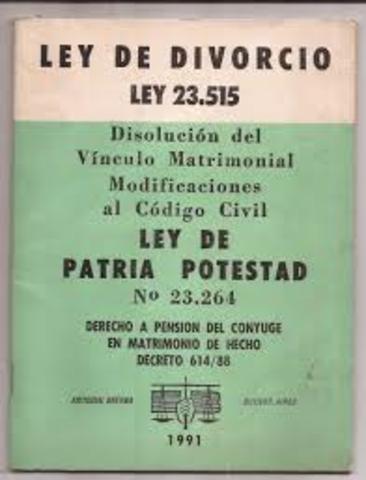 LEY DE DIVORCIO
LEY 23.515
Disolución del
Vínculo Matrimonial
Modificaciones
al Código Civil
LEY DE
PATRIA POTESTAD
Nº 23.264
DERECHO A PENSION DEL CONYUGE
EN MATRIMONIO DE HECHO
DECRETO 614/88
BUENOS AIRES
1991